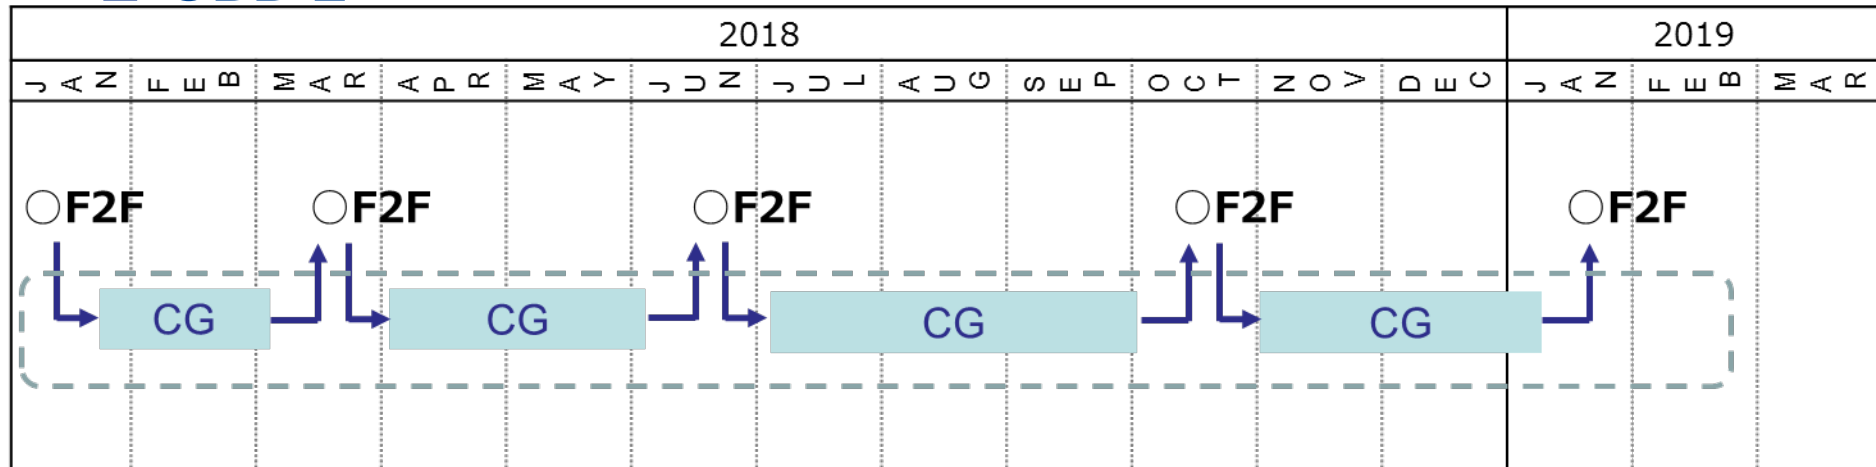 2018 2019
JAN FEB MAR APR MAY JUN JUL AUG SEP OCT NOV DEC JAN FEB MAR
F2F F2F F2F F2F F2F
CG CG CG CG